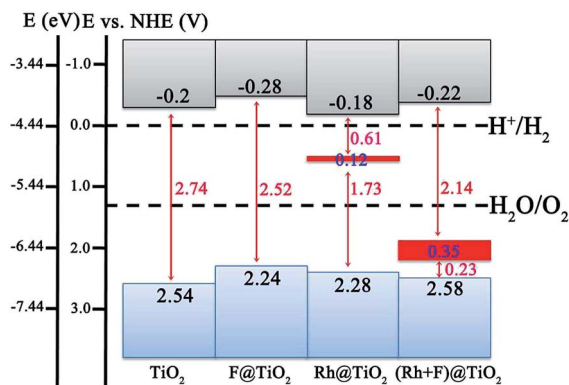 E (eV) E vs. NHE (V)
-3.44 -1.0
-0.2 -0.28 -0.18 -0.22
-4.44 0.0 H⁺/H₂
0.61
0.12
-5.44 1.0 2.74 2.52 1.73 2.14
H₂O/O₂
-6.44 2.0 0.35
0.23
2.54 2.24 2.28 2.58
-7.44 3.0
TiO₂ F@TiO₂ Rh@TiO₂ (Rh+F)@TiO₂